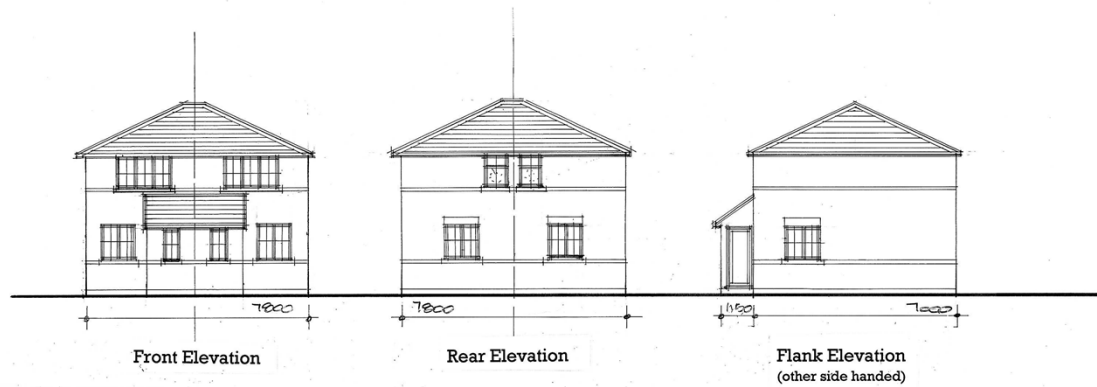 7800
7800
1150
7000
Front Elevation
Rear Elevation
Flank Elevation
(other side handed)